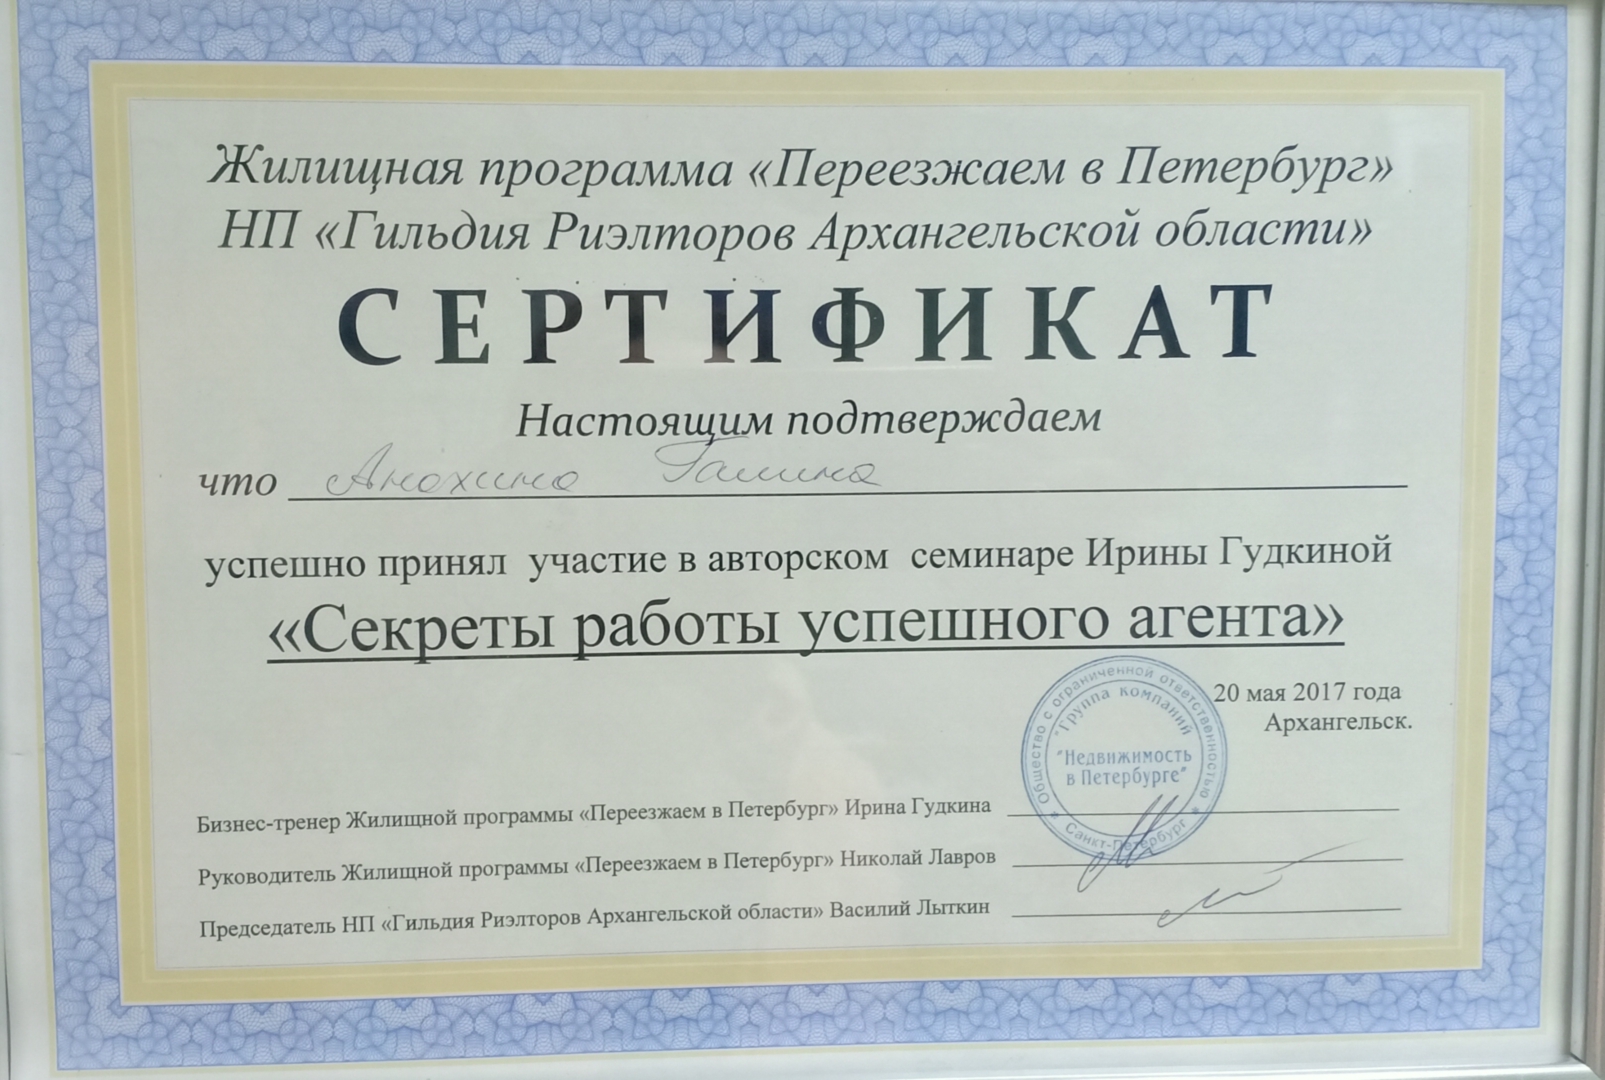 Жилищная программа «Переезжаем в Петербург»
НП «Гильдия Риэлторов Архангельской области»
СЕРТИФИКАТ
Настоящим подтверждаем
что Анохина Галина
успешно принял участие в авторском семинаре Ирины Гудкиной
«Секреты работы успешного агента»
20 мая 2017 года
Архангельск.
Общество с ограниченной ответственностью
"Группа компаний
"Недвижимость
в Петербурге"
* Санкт-Петербург *
Бизнес-тренер Жилищной программы «Переезжаем в Петербург» Ирина Гудкина
Руководитель Жилищной программы «Переезжаем в Петербург» Николай Лавров
Председатель НП «Гильдия Риэлторов Архангельской области» Василий Лыткин